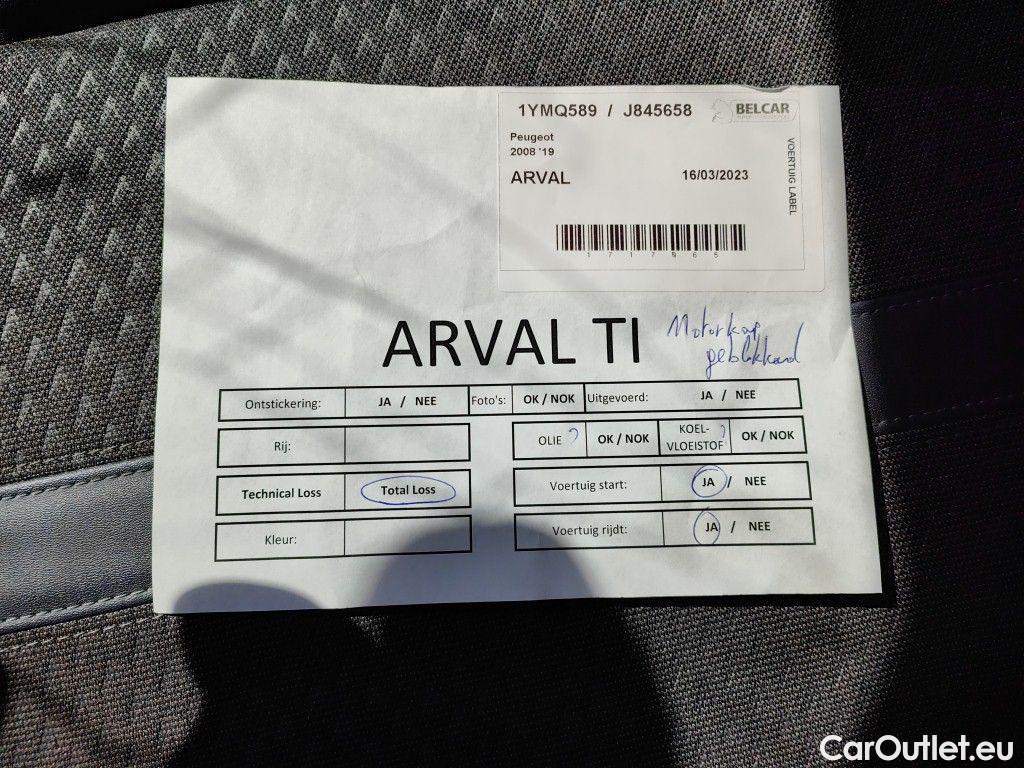 1YMQ589 / J845658
BELCAR
Peugeot
2008 '19
ARVAL
16/03/2023
VOERTUIG LABEL
1717065
ARVAL TI
Motorkap
geblokkeerd
Ontstickering: JA / NEE Foto's: OK / NOK Uitgevoerd: JA / NEE
Rij: OLIE ? OK / NOK KOEL-VLOEISTOF ? OK / NOK
Technical Loss Total Loss Voertuig start: JA / NEE
Kleur: Voertuig rijdt: JA / NEE
CarOutlet.eu